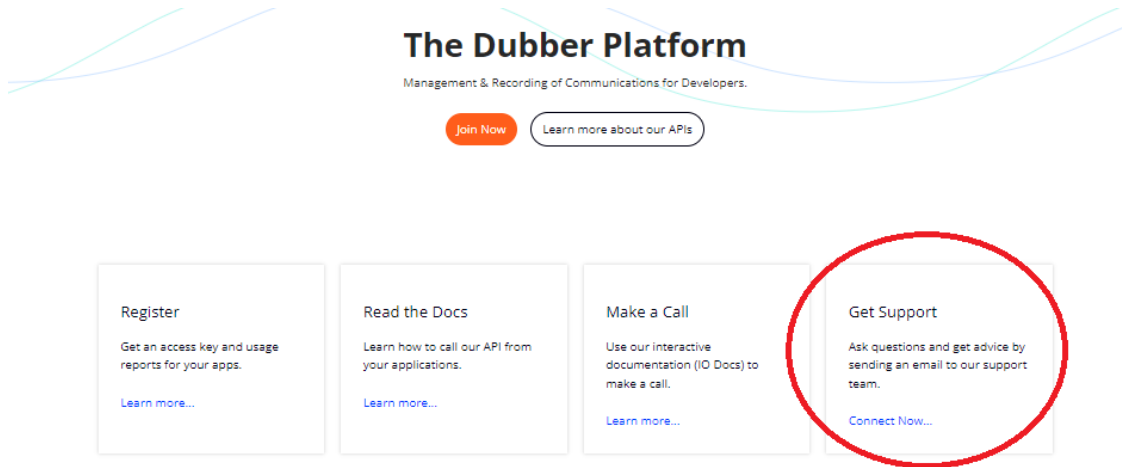 The Dubber Platform
Management & Recording of Communications for Developers.
Join Now
Learn more about our APIs
Register
Get an access key and usage
reports for your apps.
Learn more...
Read the Docs
Learn how to call our API from
your applications.
Learn more...
Make a Call
Use our interactive
documentation (IO Docs) to
make a call.
Learn more...
Get Support
Ask questions and get advice by
sending an email to our support
team.
Connect Now...